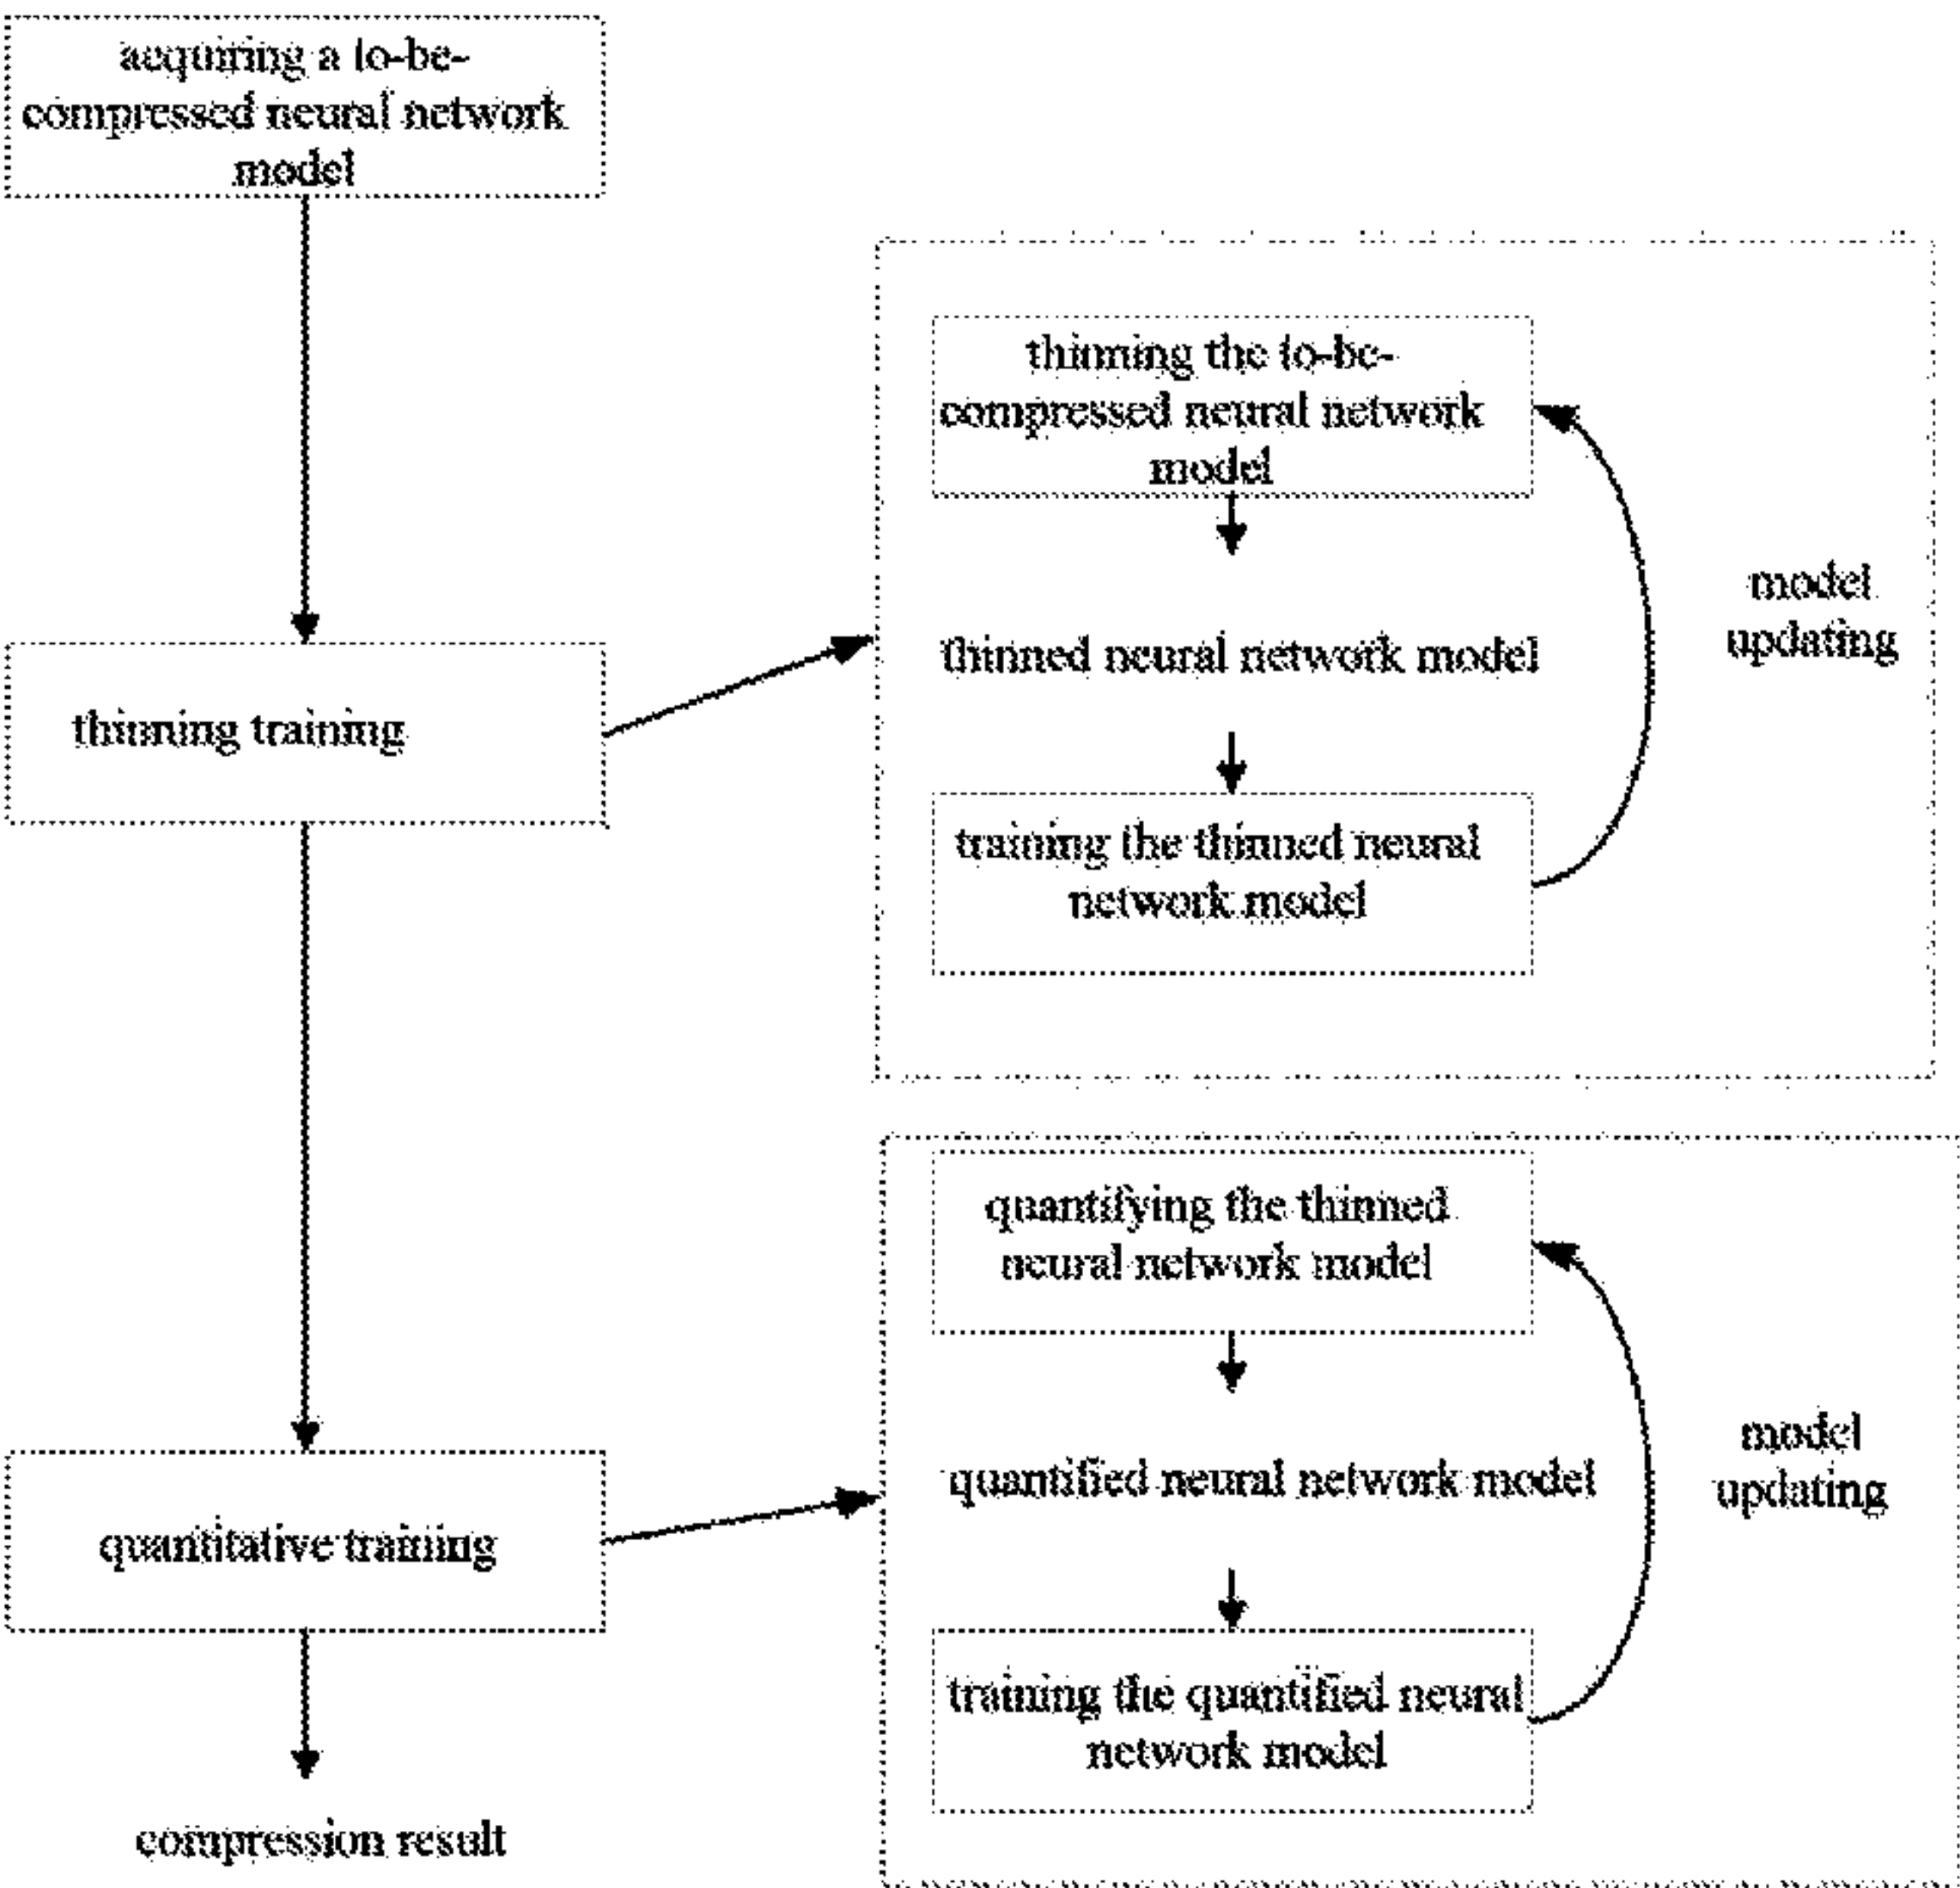 acquiring a to-be-
compressed neural network
model
thinning training
quantitative training
compression result
thinning the to-be-
compressed neural network
model
thinned neural network model
training the thinned neural
network model
model
updating
quantifying the thinned
neural network model
quantified neural network model
training the quantified neural
network model
model
updating